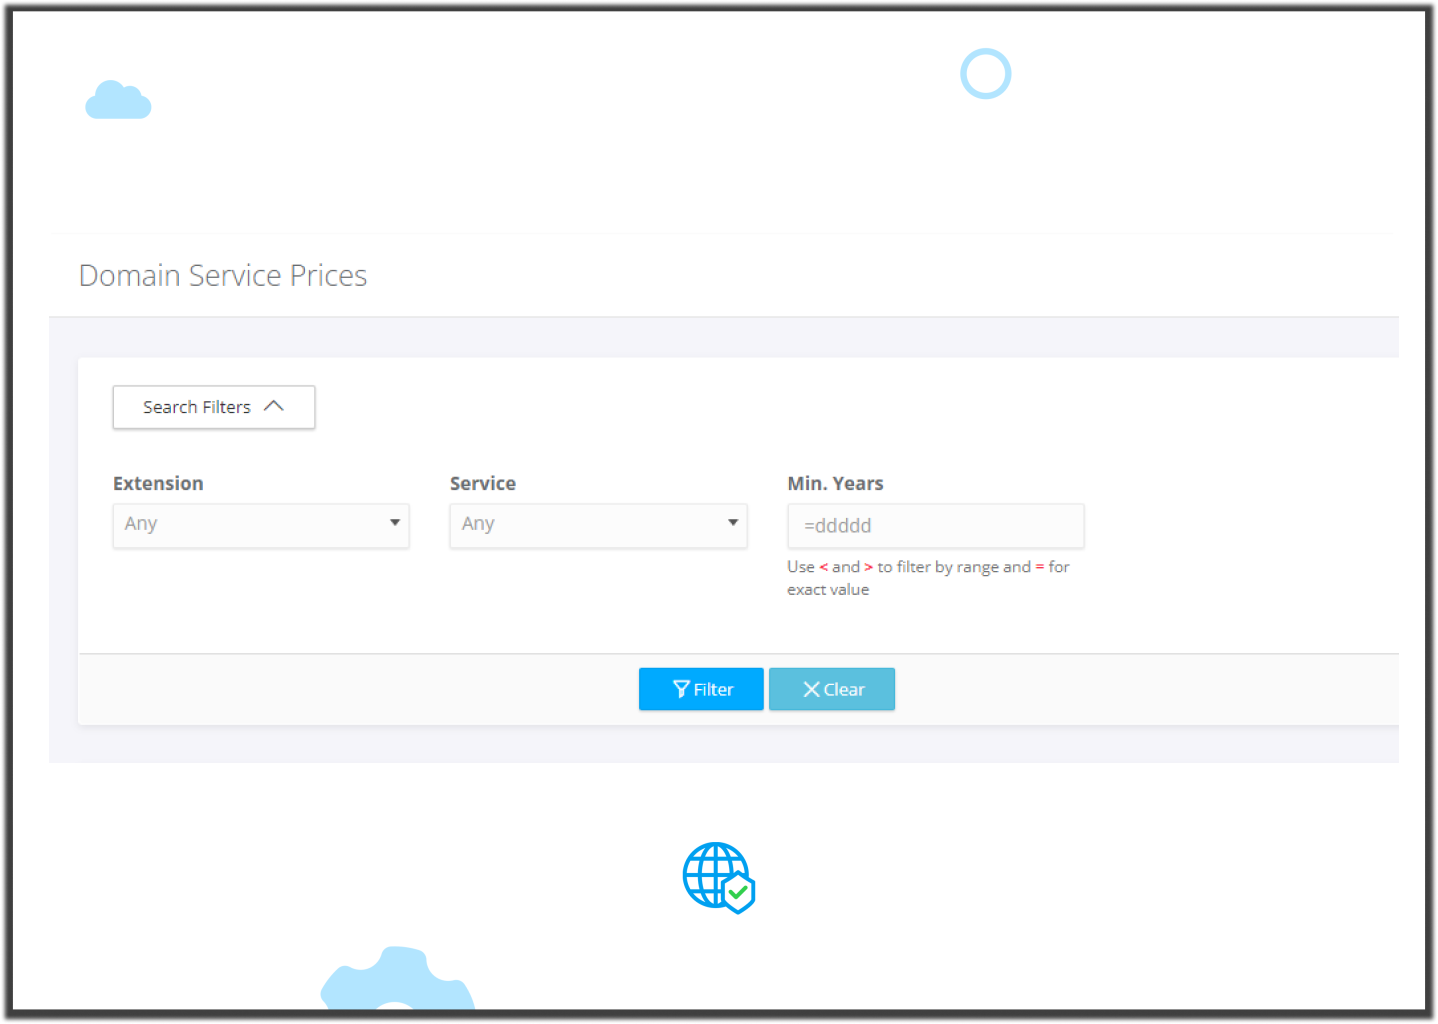 Domain Service Prices
Search Filters
Extension
Service
Min. Years
Any
Any
=ddddd
Use < and > to filter by range and = for
exact value
Filter
Clear